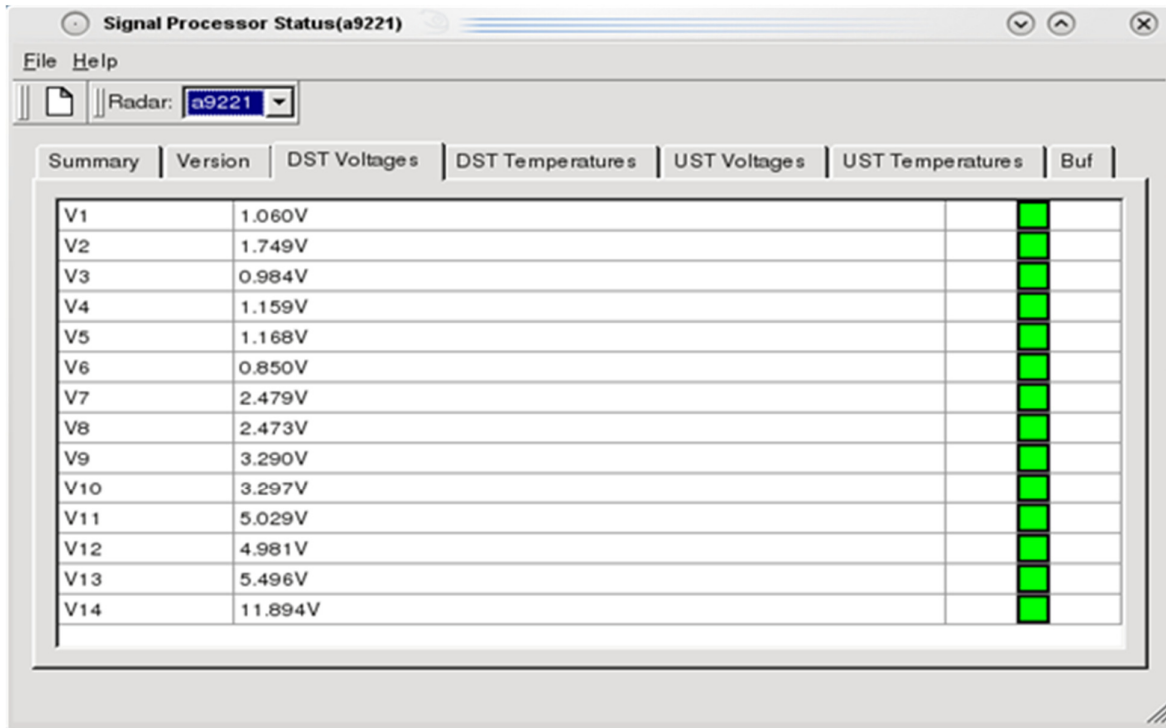 Signal Processor Status(a9221)
File Help
Radar: a9221
Summary Version DST Voltages DST Temperatures UST Voltages UST Temperatures Buf
V1 1.060V
V2 1.749V
V3 0.984V
V4 1.159V
V5 1.168V
V6 0.850V
V7 2.479V
V8 2.473V
V9 3.290V
V10 3.297V
V11 5.029V
V12 4.981V
V13 5.496V
V14 11.894V